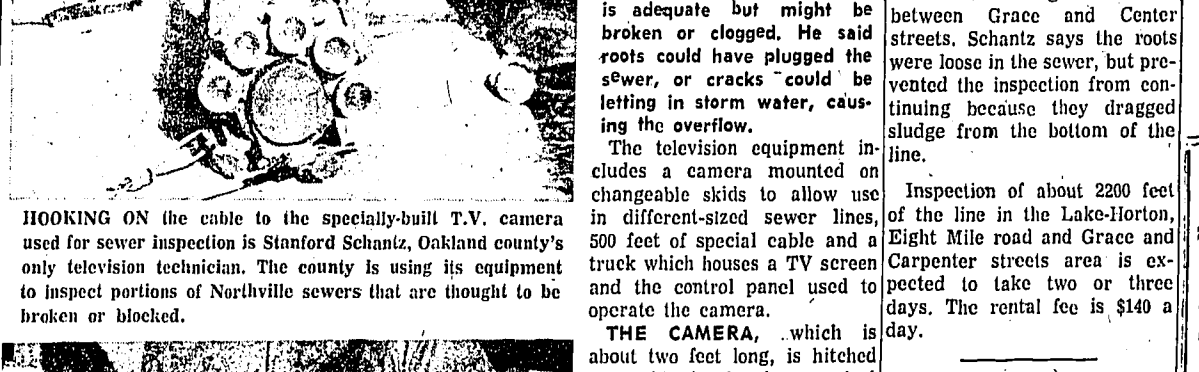 HOOKING ON the cable to the specially-built T.V. camera
used for sewer inspection is Stanford Schantz, Oakland county's
only television technician. The county is using its equipment
to inspect portions of Northville sewers that are thought to be
broken or blocked.
is adequate but might be
broken or clogged. He said
roots could have plugged the
sewer, or cracks could be
letting in storm water, caus-
ing the overflow.
The television equipment in-
cludes a camera mounted on
changeable skids to allow use
in different-sized sewer lines,
500 feet of special cable and a
truck which houses a TV screen
and the control panel used to
operate the camera.
THE CAMERA, which is
about two feet long, is hitched
between Grace and Center
streets. Schantz says the roots
were loose in the sewer, but pre-
vented the inspection from con-
tinuing because they dragged
sludge from the bottom of the
line.
Inspection of about 2200 feet
of the line in the Lake-Horton,
Eight Mile road and Grace and
Carpenter streets area is ex-
pected to take two or three
days. The rental fee is $140 a
day.